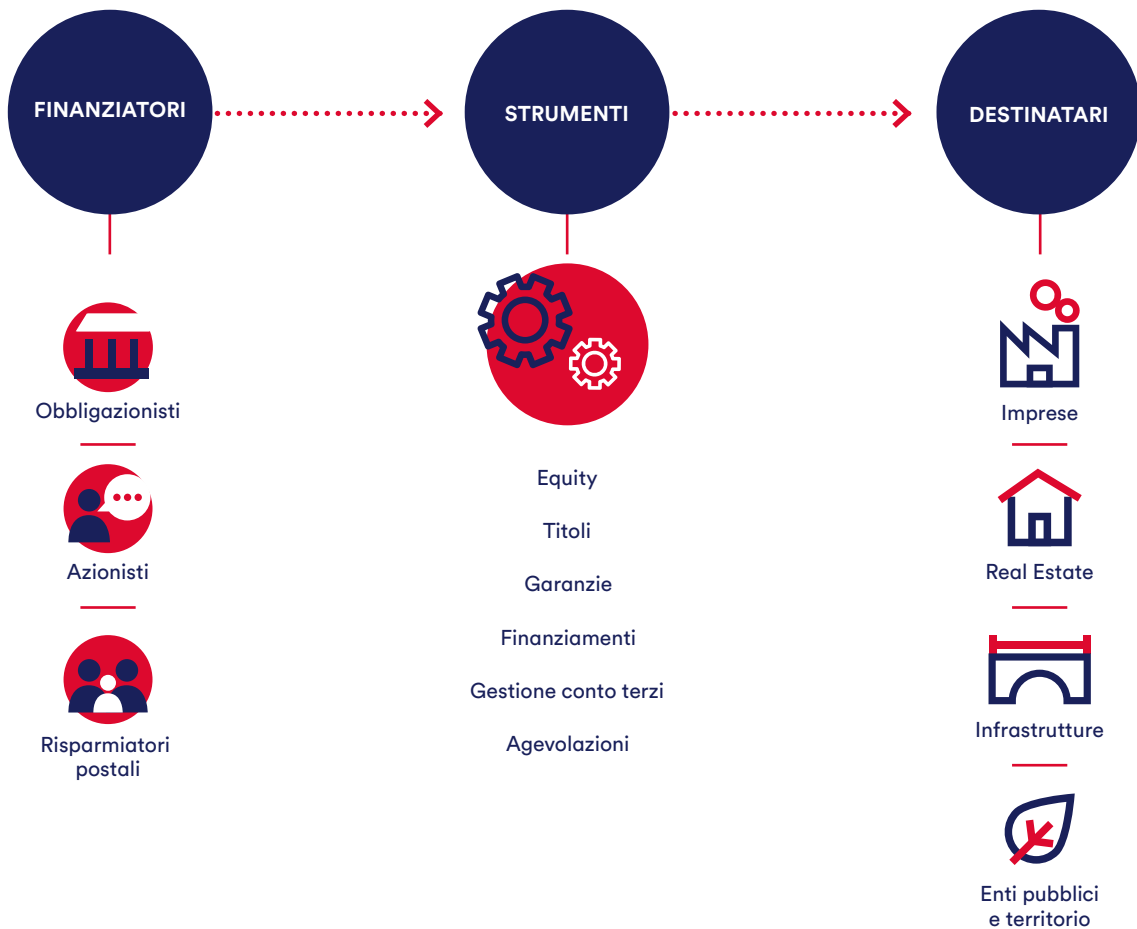 FINANZIATORI
STRUMENTI
DESTINATARI
Obbligazionisti
Azionisti
Risparmiatori
postali
Equity
Titoli
Garanzie
Finanziamenti
Gestione conto terzi
Agevolazioni
Imprese
Real Estate
Infrastrutture
Enti pubblici
e territorio